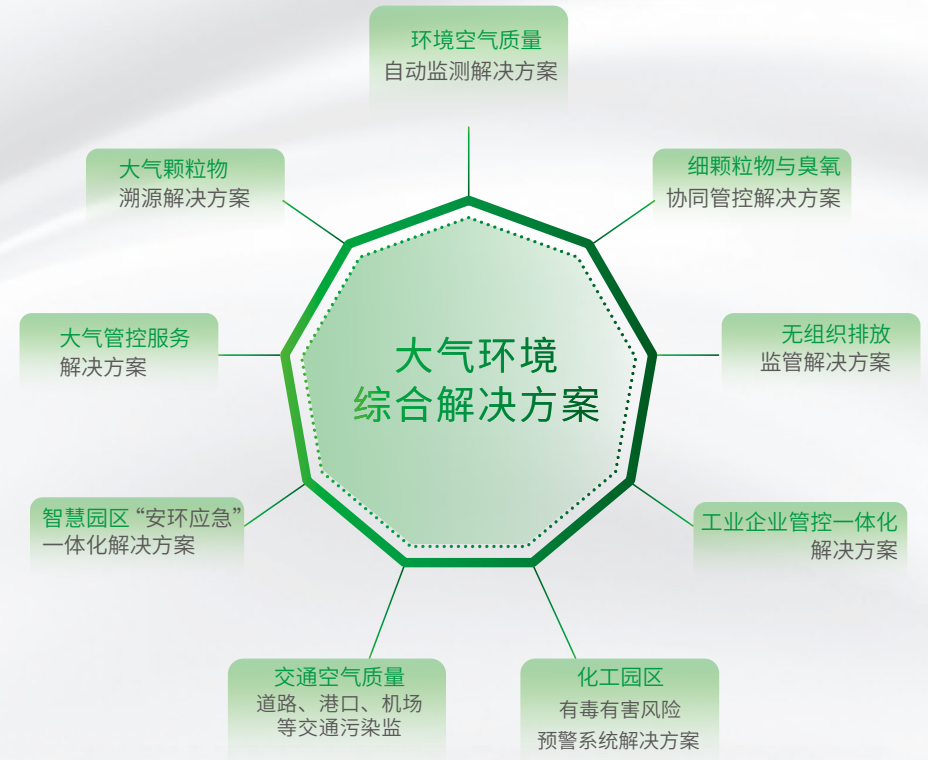 环境空气质量
自动监测解决方案
大气颗粒物
溯源解决方案
细颗粒物与臭氧
协同管控解决方案
大气管控服务
解决方案
无组织排放
监管解决方案
大气环境
综合解决方案
智慧园区“安环应急”
一体化解决方案
工业企业管控一体化
解决方案
交通空气质量
道路、港口、机场
等交通污染监
化工园区
有毒有害风险
预警系统解决方案